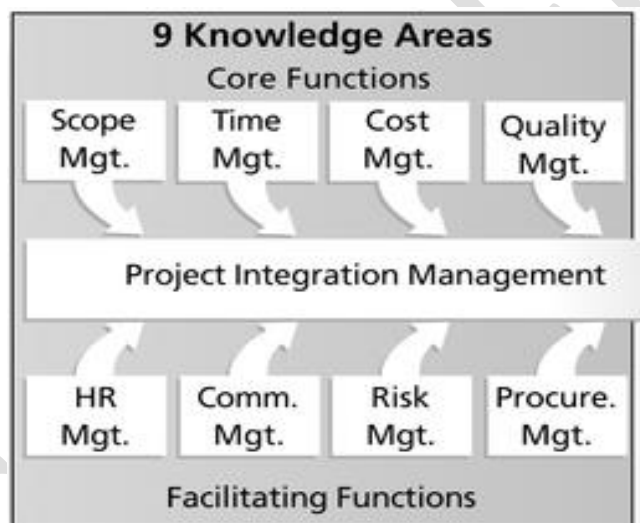 9 Knowledge Areas
Core Functions
Scope
Mgt.
Time
Mgt.
Cost
Mgt.
Quality
Mgt.
Project Integration Management
HR
Mgt.
Comm.
Mgt.
Risk
Mgt.
Procure.
Mgt.
Facilitating Functions